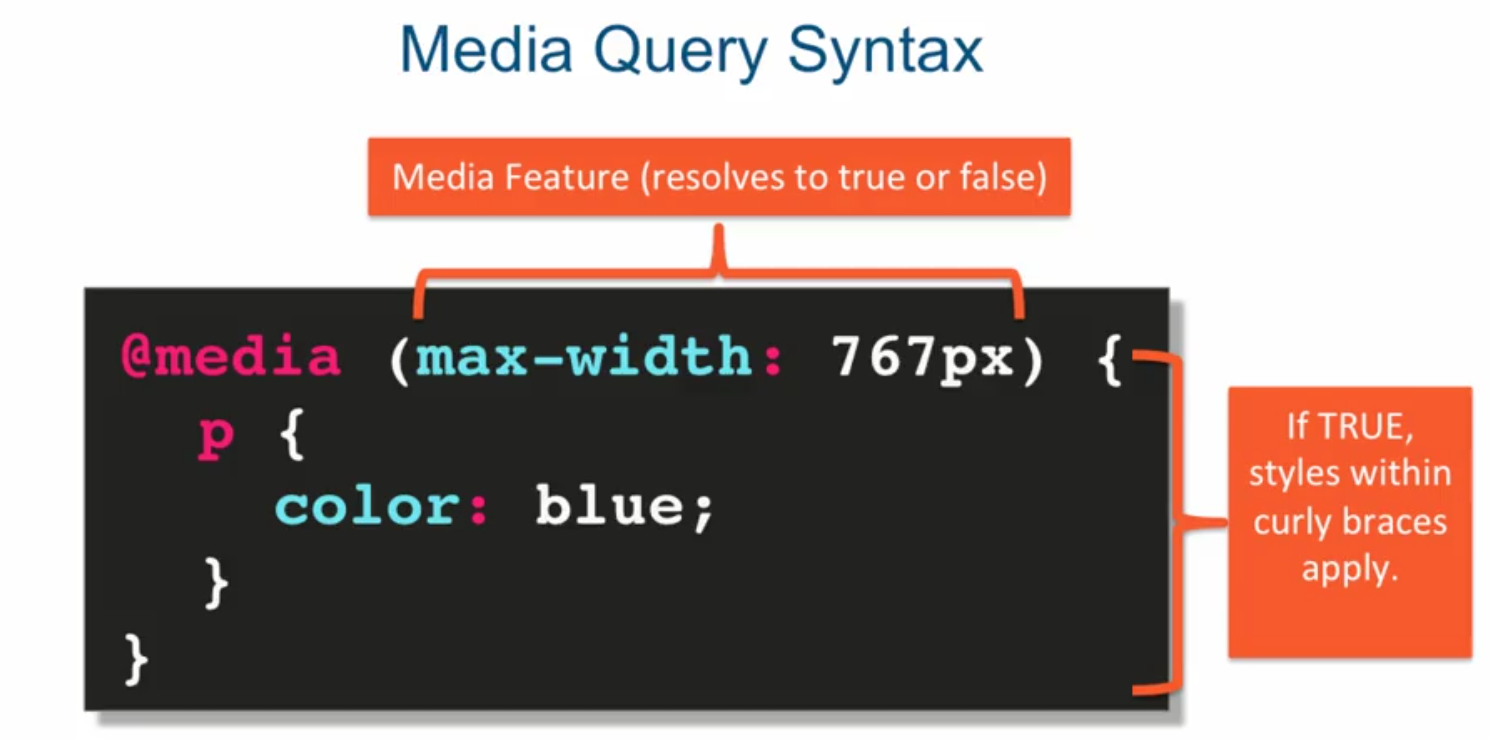 Media Query Syntax
Media Feature (resolves to true or false)
@media (max-width: 767px) {
p {
color: blue;
}
}
If TRUE,
styles within
curly braces
apply.